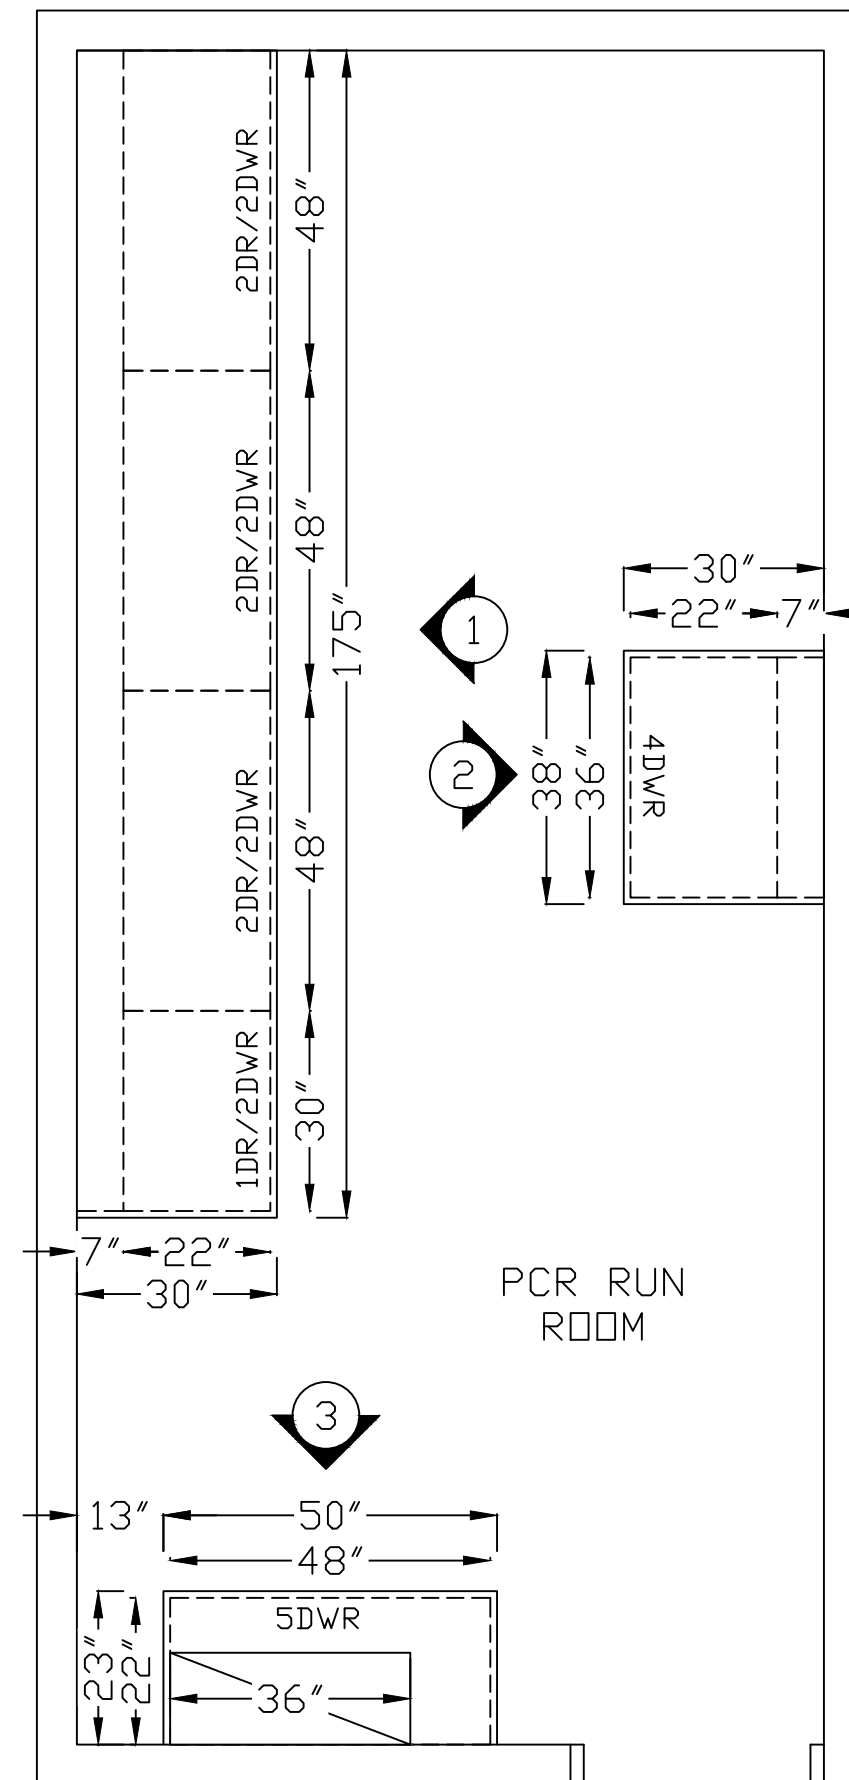 2DR/2DWR
48"
2DR/2DWR
48"
175"
2DR/2DWR
48"
1DR/2DWR
30"
7"
22"
30"
1
2
30"
22"
7"
38"
36"
4DWR
PCR RUN
ROOM
3
13"
50"
48"
5DWR
23"
22"
36"